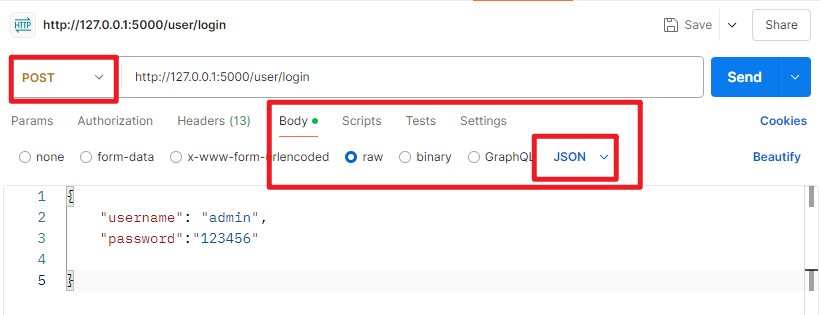 HTTP http://127.0.0.1:5000/user/login Save Share
POST http://127.0.0.1:5000/user/login Send
Params Authorization Headers (13) Body Scripts Tests Settings Cookies
none form-data x-www-form-urlencoded raw binary GraphQL JSON Beautify
1 {
2 "username": "admin",
3 "password":"123456"
4
5 }